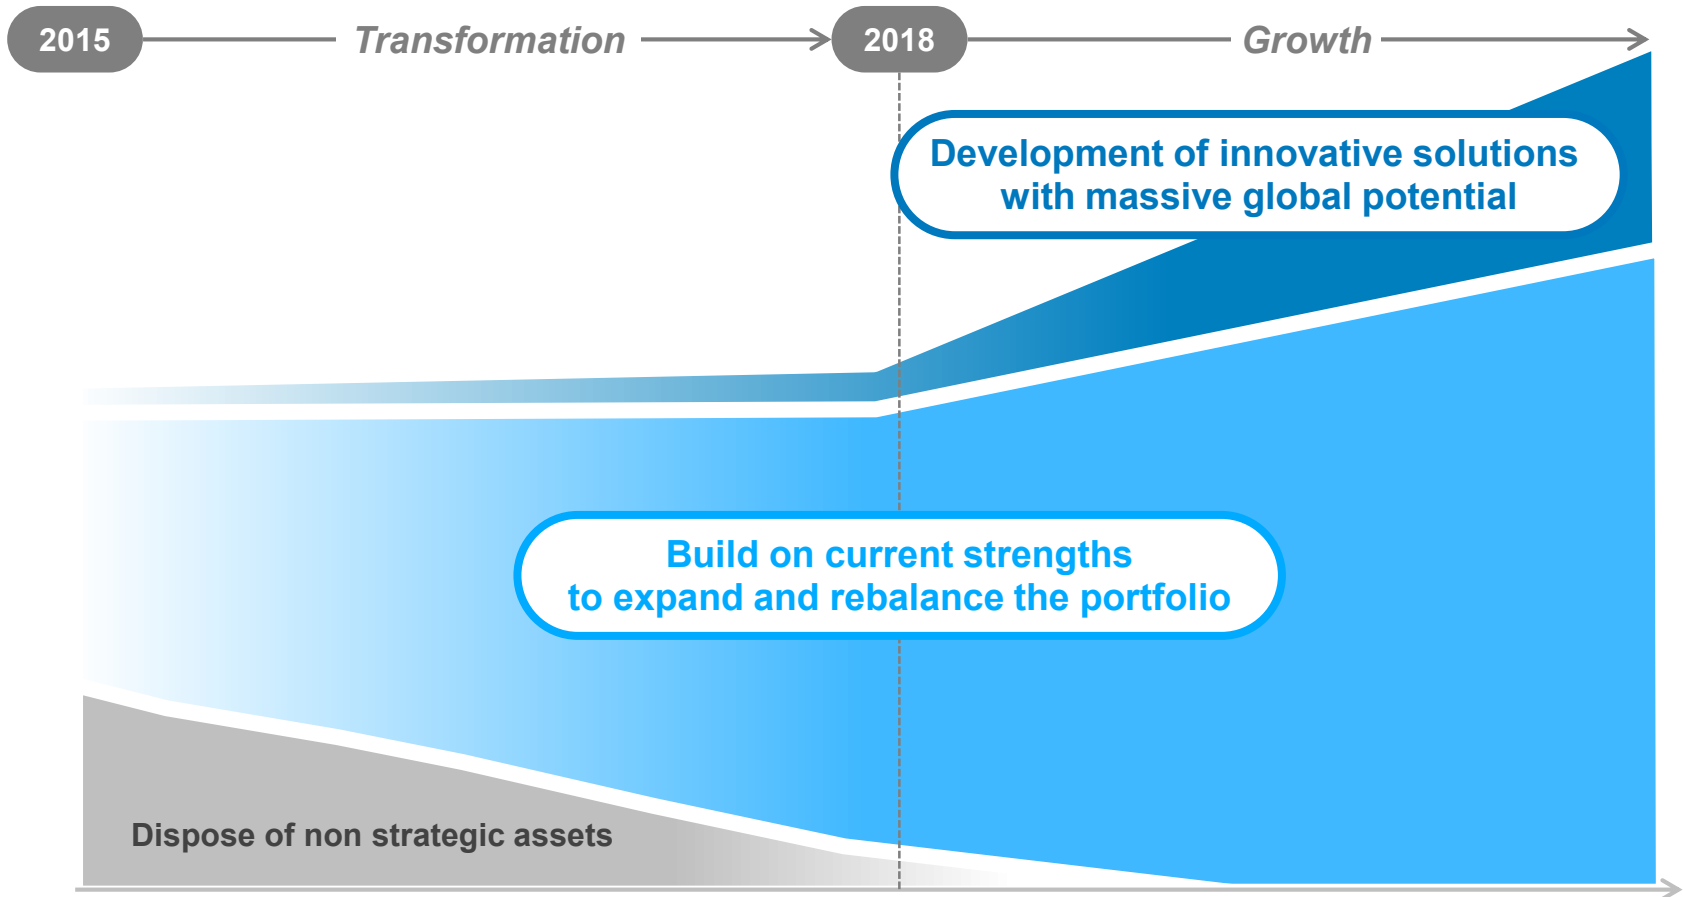 2015 Transformation 2018 Growth
Development of innovative solutions
with massive global potential
Build on current strengths
to expand and rebalance the portfolio
Dispose of non strategic assets